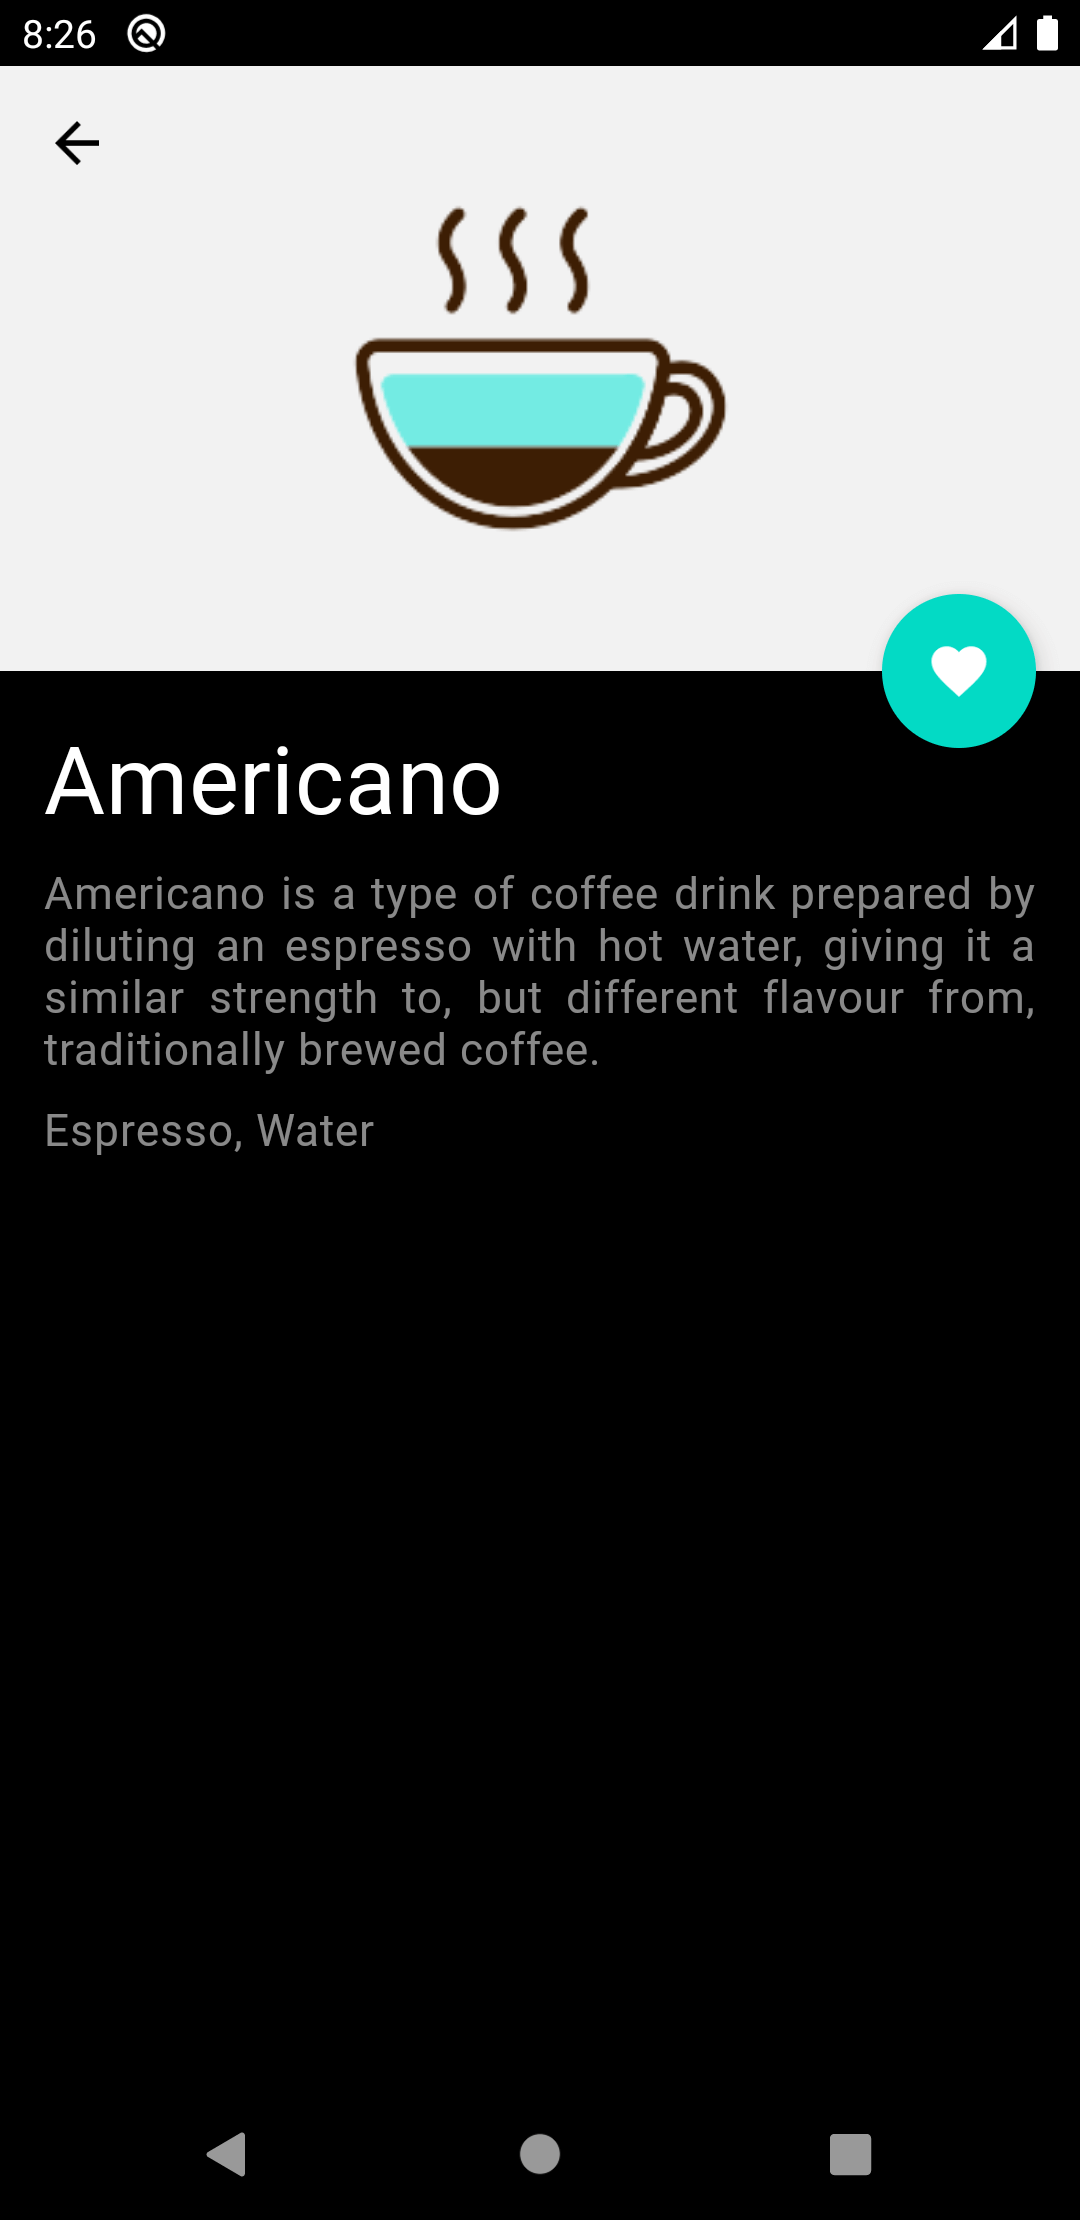 8:26
Americano
Americano is a type of coffee drink prepared by
diluting an espresso with hot water, giving it a
similar strength to, but different flavour from,
traditionally brewed coffee.
Espresso, Water